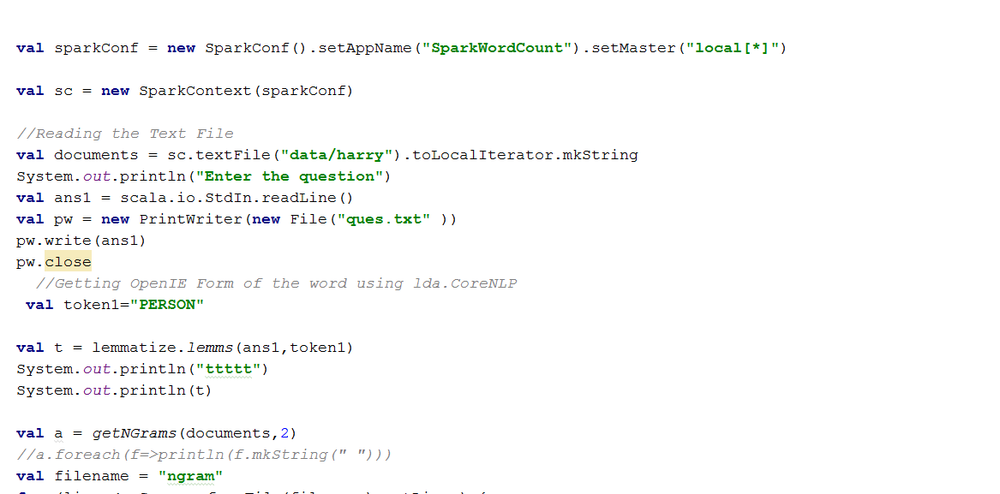 val sparkConf = new SparkConf().setAppName("SparkWordCount").setMaster("local[*]")
val sc = new SparkContext(sparkConf)
//Reading the Text File
val documents = sc.textFile("data/harry").toLocalIterator.mkString
System.out.println("Enter the question")
val ans1 = scala.io.StdIn.readLine()
val pw = new PrintWriter(new File("ques.txt" ))
pw.write(ans1)
pw.close
//Getting OpenIE Form of the word using lda.CoreNLP
val token1="PERSON"
val t = lemmatize.lemms(ans1,token1)
System.out.println("ttttt")
System.out.println(t)
val a = getNGrams(documents,2)
//a.foreach(f=>println(f.mkString(" ")))
val filename = "ngram"